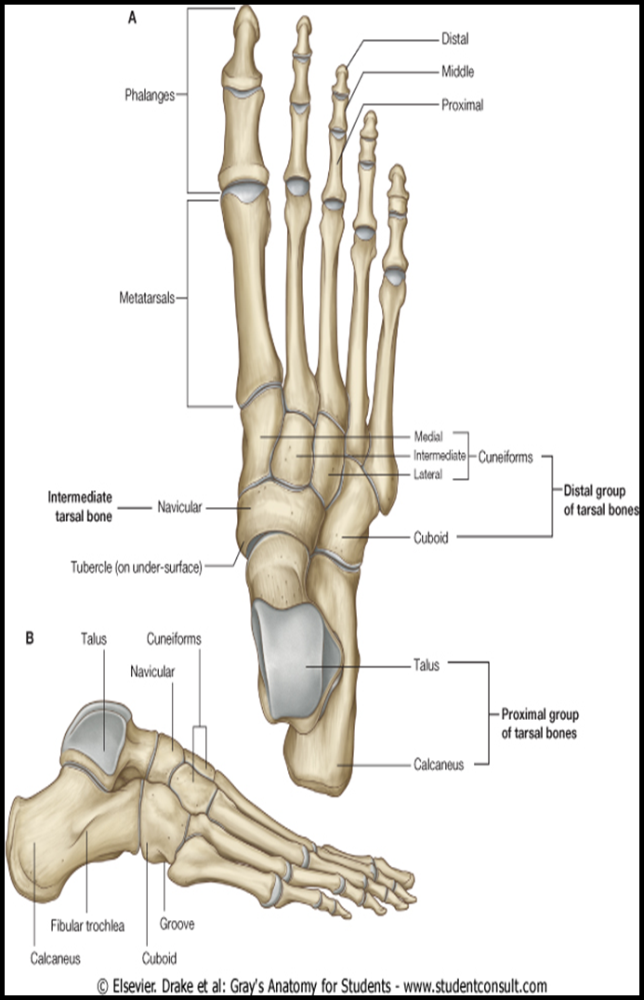 A
Distal
Middle
Phalanges
Proximal
Metatarsals
Medial
Intermediate
Cuneiforms
Lateral
Distal group
of tarsal bones
Intermediate
tarsal bone
Navicular
Cuboid
Tubercle (on under-surface)
B
Talus
Cuneiforms
Navicular
Talus
Proximal group
of tarsal bones
Calcaneus
Fibular trochlea
Groove
Calcaneus
Cuboid
© Elsevier. Drake et al: Gray's Anatomy for Students - www.studentconsult.com